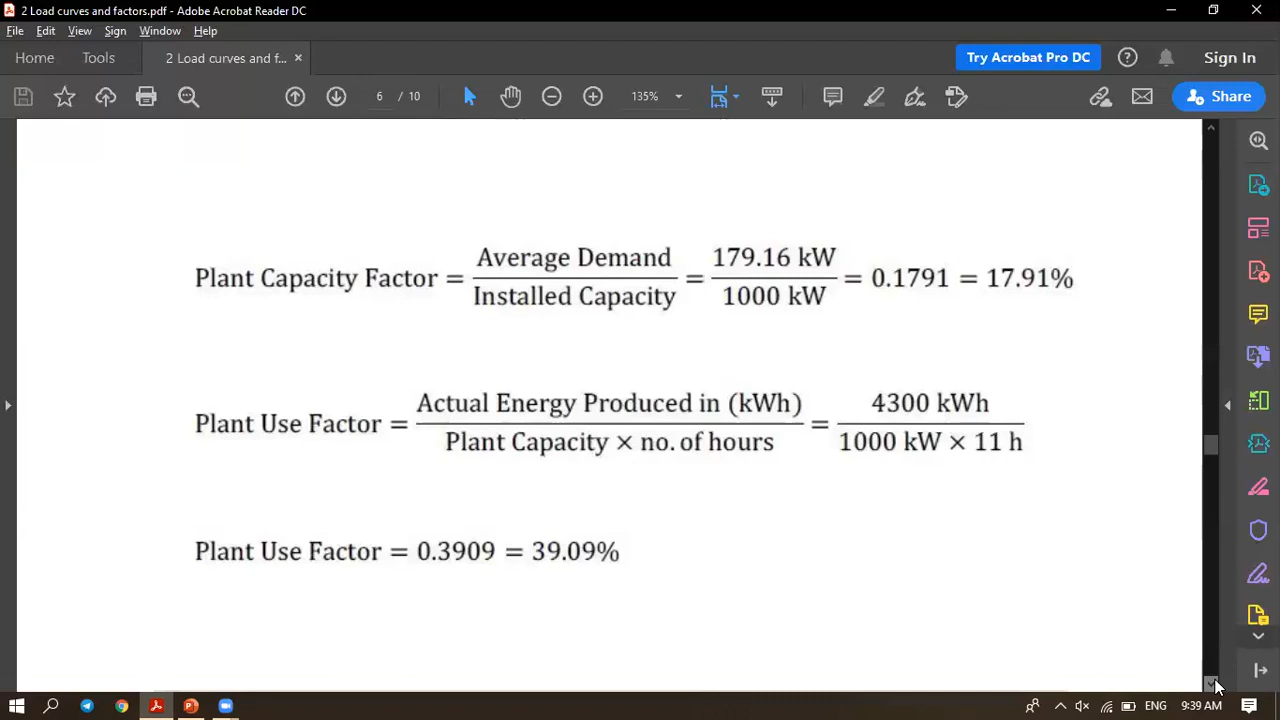 2 Load curves and factors.pdf - Adobe Acrobat Reader DC
File Edit View Sign Window Help
Home Tools 2 Load curves and f... × Try Acrobat Pro DC ? Sign In
6 / 10 135% Share
Plant Capacity Factor = Average Demand / Installed Capacity = 179.16 kW / 1000 kW = 0.1791 = 17.91%
Plant Use Factor = Actual Energy Produced in (kWh) / Plant Capacity × no. of hours = 4300 kWh / 1000 kW × 11 h
Plant Use Factor = 0.3909 = 39.09%
ENG 9:39 AM